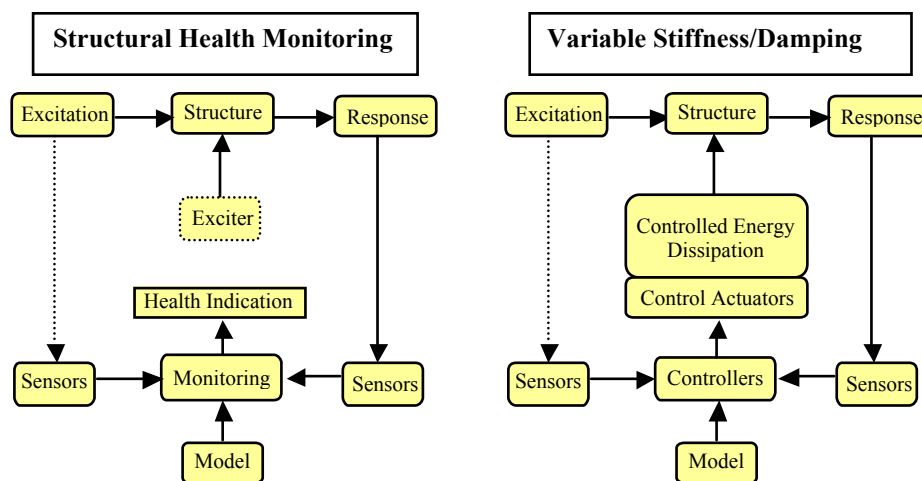 Structural Health Monitoring
Excitation
Structure
Response
Exciter
Health Indication
Sensors
Monitoring
Sensors
Model
Variable Stiffness/Damping
Excitation
Structure
Response
Controlled Energy
Dissipation
Control Actuators
Sensors
Controllers
Sensors
Model